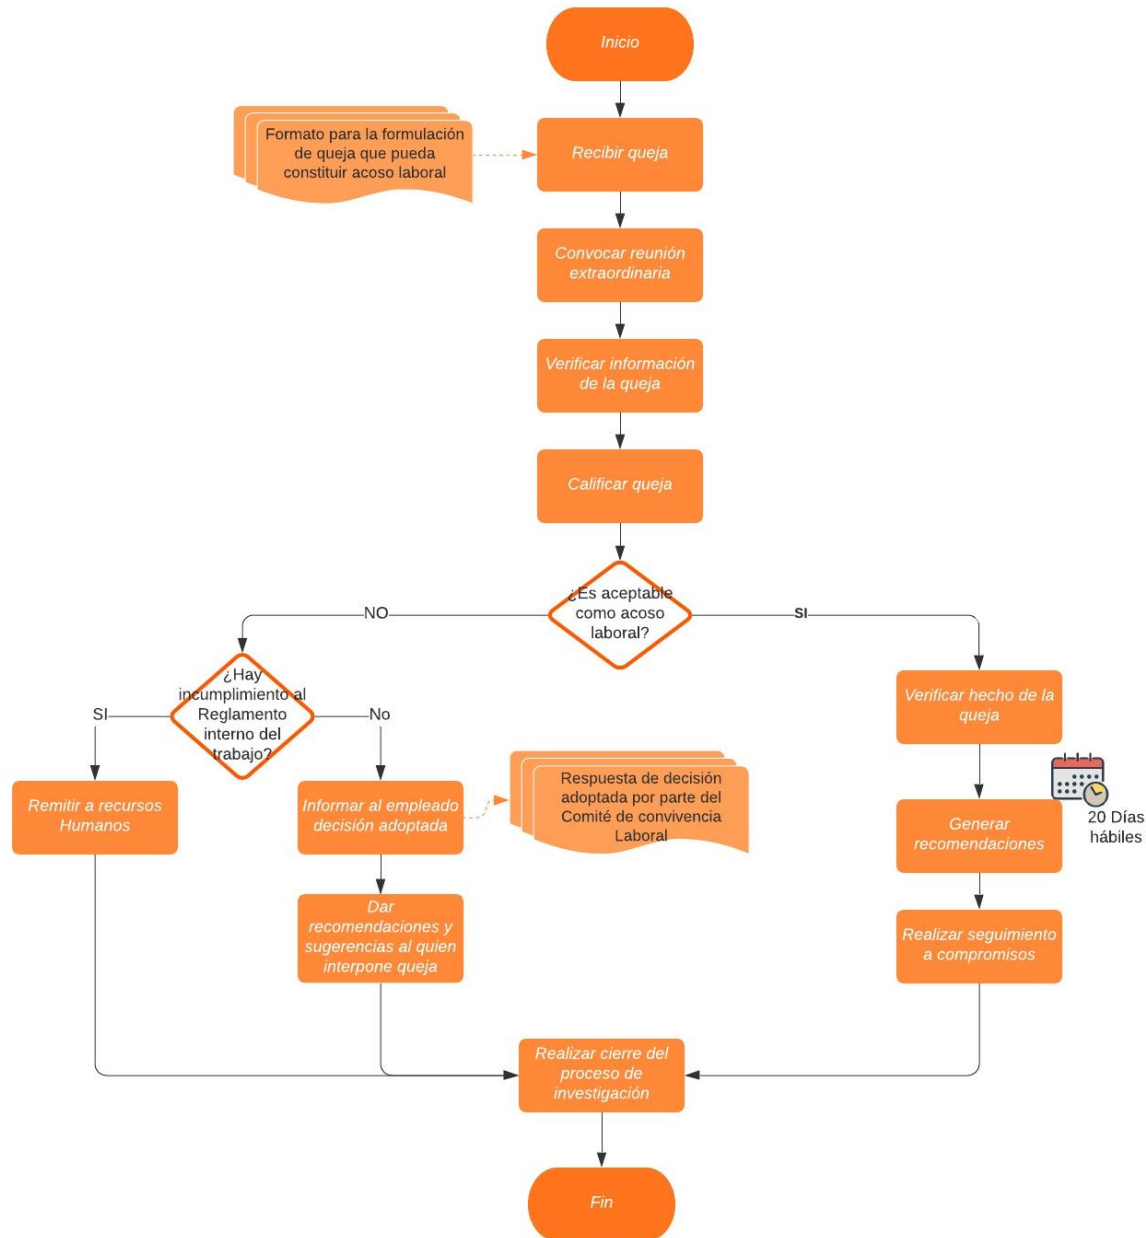 Inicio
Formato para la formulación
de queja que pueda
constituir acoso laboral
Recibir queja
Convocar reunión
extraordinaria
Verificar información
de la queja
Calificar queja
¿Es aceptable
como acoso
laboral?
NO
SI
¿Hay
incumplimiento al
Reglamento
interno del
trabajo?
SI
No
Verificar hecho de la
queja
Remitir a recursos
Humanos
Informar al empleado
decisión adoptada
Respuesta de decisión
adoptada por parte del
Comité de convivencia
Laboral
Generar
recomendaciones
20 Días
hábiles
Dar
recomendaciones y
sugerencias al quien
interpone queja
Realizar seguimiento
a compromisos
Realizar cierre del
proceso de
investigación
Fin